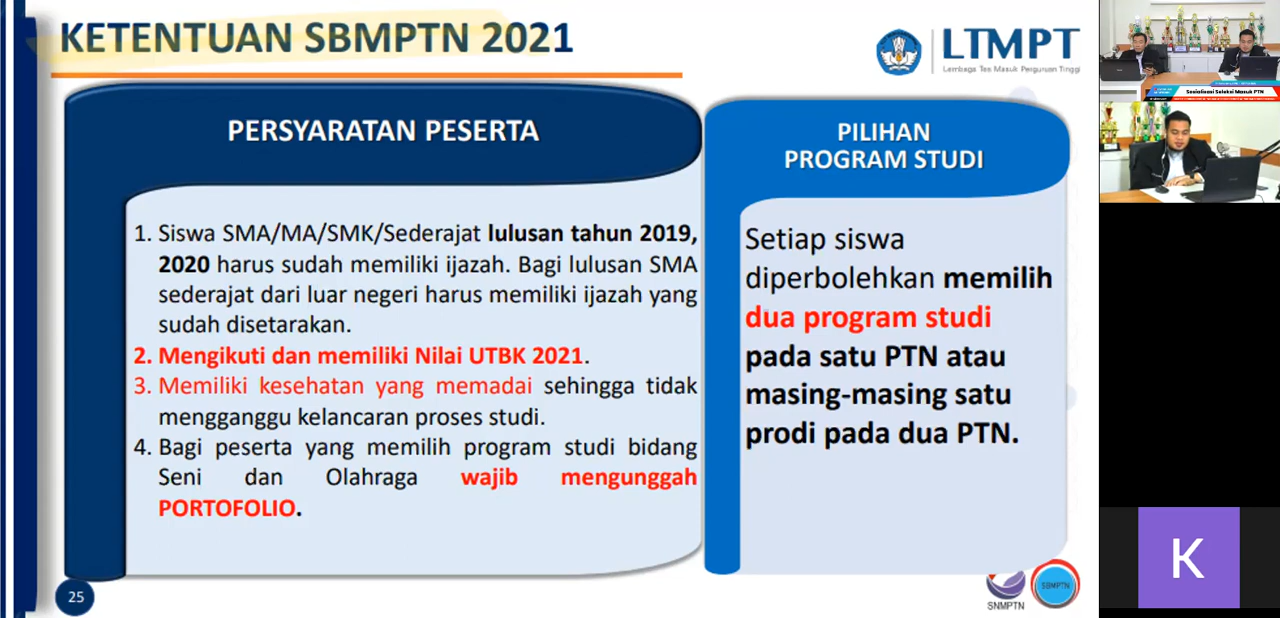 KETENTUAN SBMPTN 2021
LTMPT
Lembaga Tes Masuk Perguruan Tinggi
PERSYARATAN PESERTA
1. Siswa SMA/MA/SMK/Sederajat lulusan tahun 2019,
2020 harus sudah memiliki ijazah. Bagi lulusan SMA
sederajat dari luar negeri harus memiliki ijazah yang
sudah disetarakan.
2. Mengikuti dan memiliki Nilai UTBK 2021.
3. Memiliki kesehatan yang memadai sehingga tidak
mengganggu kelancaran proses studi.
4. Bagi peserta yang memilih program studi bidang
Seni dan Olahraga wajib mengunggah
PORTOFOLIO.
PILIHAN
PROGRAM STUDI
Setiap siswa
diperbolehkan memilih
dua program studi
pada satu PTN atau
masing-masing satu
prodi pada dua PTN.
25
SNMPTN
SBMPTN
Sosialisasi Seleksi Masuk PTN
K